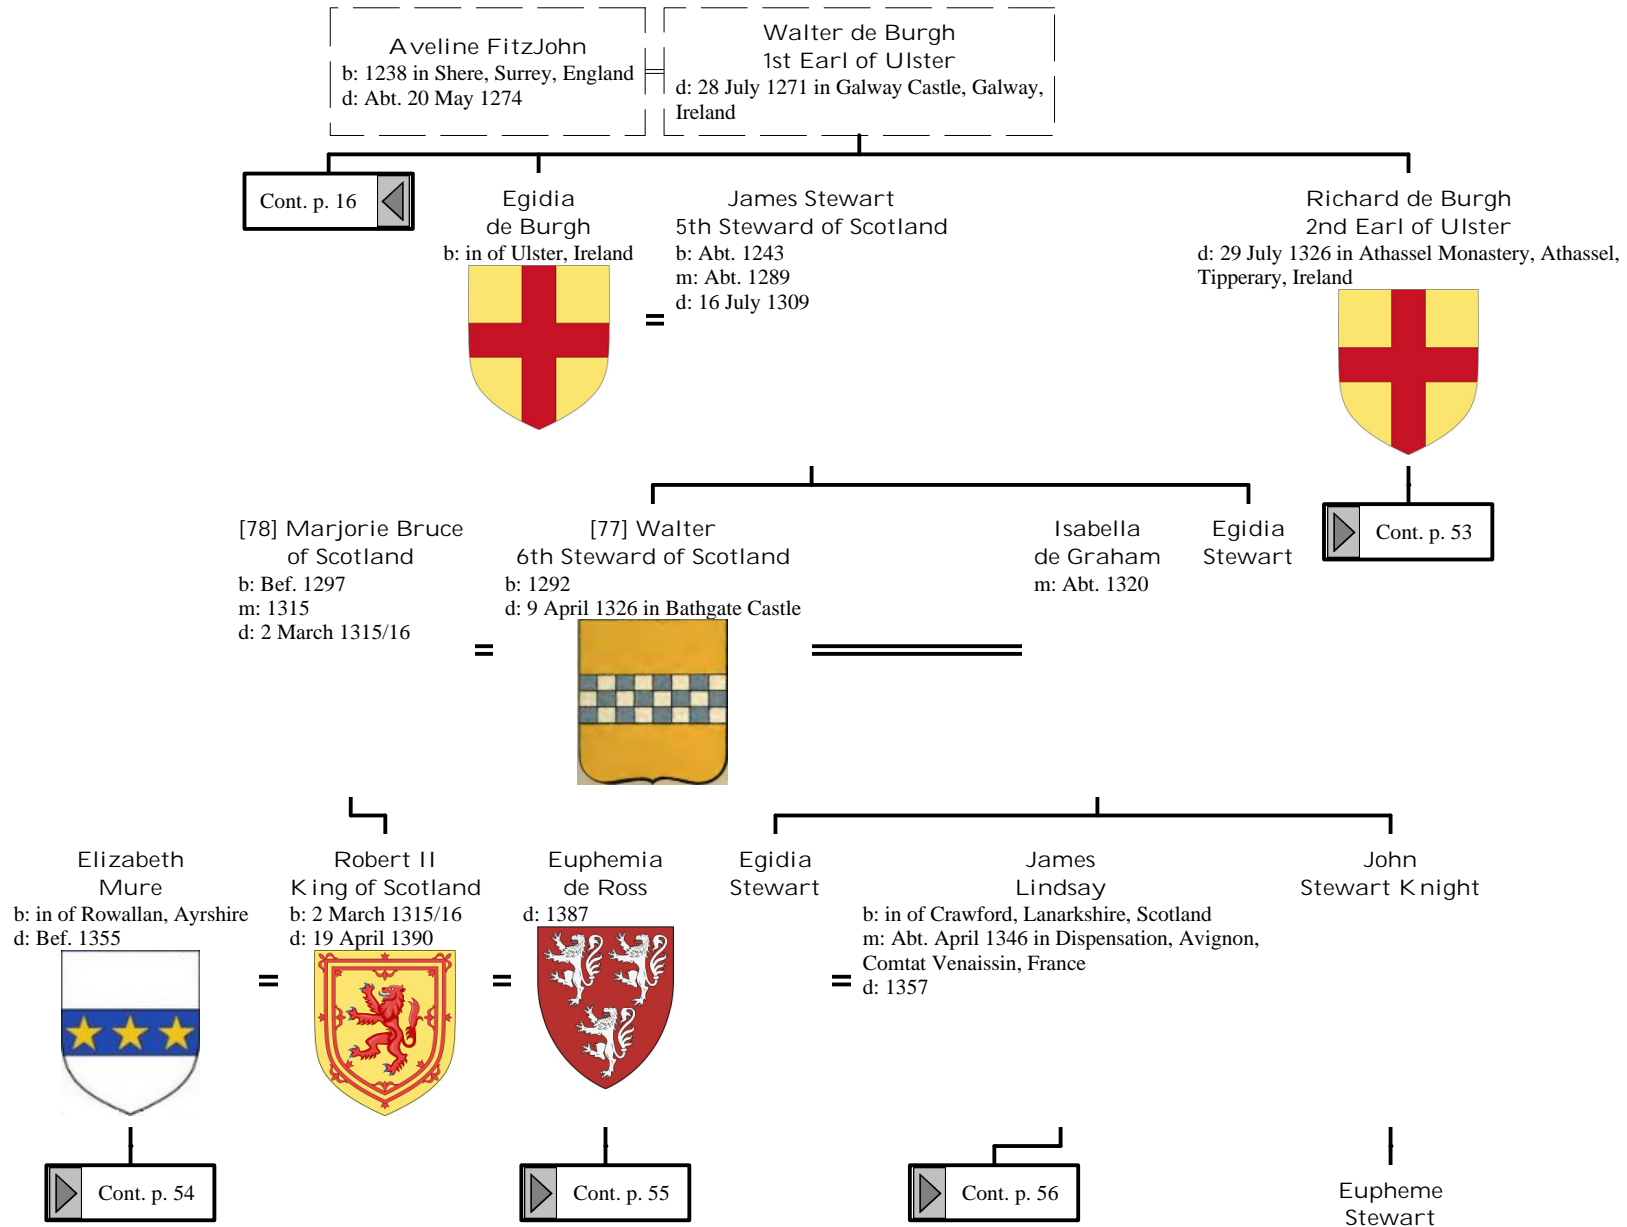 Aveline FitzJohn
b: 1238 in Shere, Surrey, England
d: Abt. 20 May 1274
Walter de Burgh
1st Earl of Ulster
d: 28 July 1271 in Galway Castle, Galway,
Ireland
Cont. p. 16
Egidia
de Burgh
b: in of Ulster, Ireland
James Stewart
5th Steward of Scotland
b: Abt. 1243
m: Abt. 1289
d: 16 July 1309
=
Richard de Burgh
2nd Earl of Ulster
d: 29 July 1326 in Athassel Monastery, Athassel,
Tipperary, Ireland
Cont. p. 53
[78] Marjorie Bruce
of Scotland
b: Bef. 1297
m: 1315
d: 2 March 1315/16
=
[77] Walter
6th Steward of Scotland
b: 1292
d: 9 April 1326 in Bathgate Castle
Isabella
de Graham
m: Abt. 1320
Egidia
Stewart
Elizabeth
Mure
b: in of Rowallan, Ayrshire
d: Bef. 1355
=
Robert II
King of Scotland
b: 2 March 1315/16
d: 19 April 1390
=
Euphemia
de Ross
d: 1387
Egidia
Stewart
=
James
Lindsay
b: in of Crawford, Lanarkshire, Scotland
m: Abt. April 1346 in Dispensation, Avignon,
Comtat Venaissin, France
d: 1357
John
Stewart Knight
Cont. p. 54
Cont. p. 55
Cont. p. 56
Eupheme
Stewart